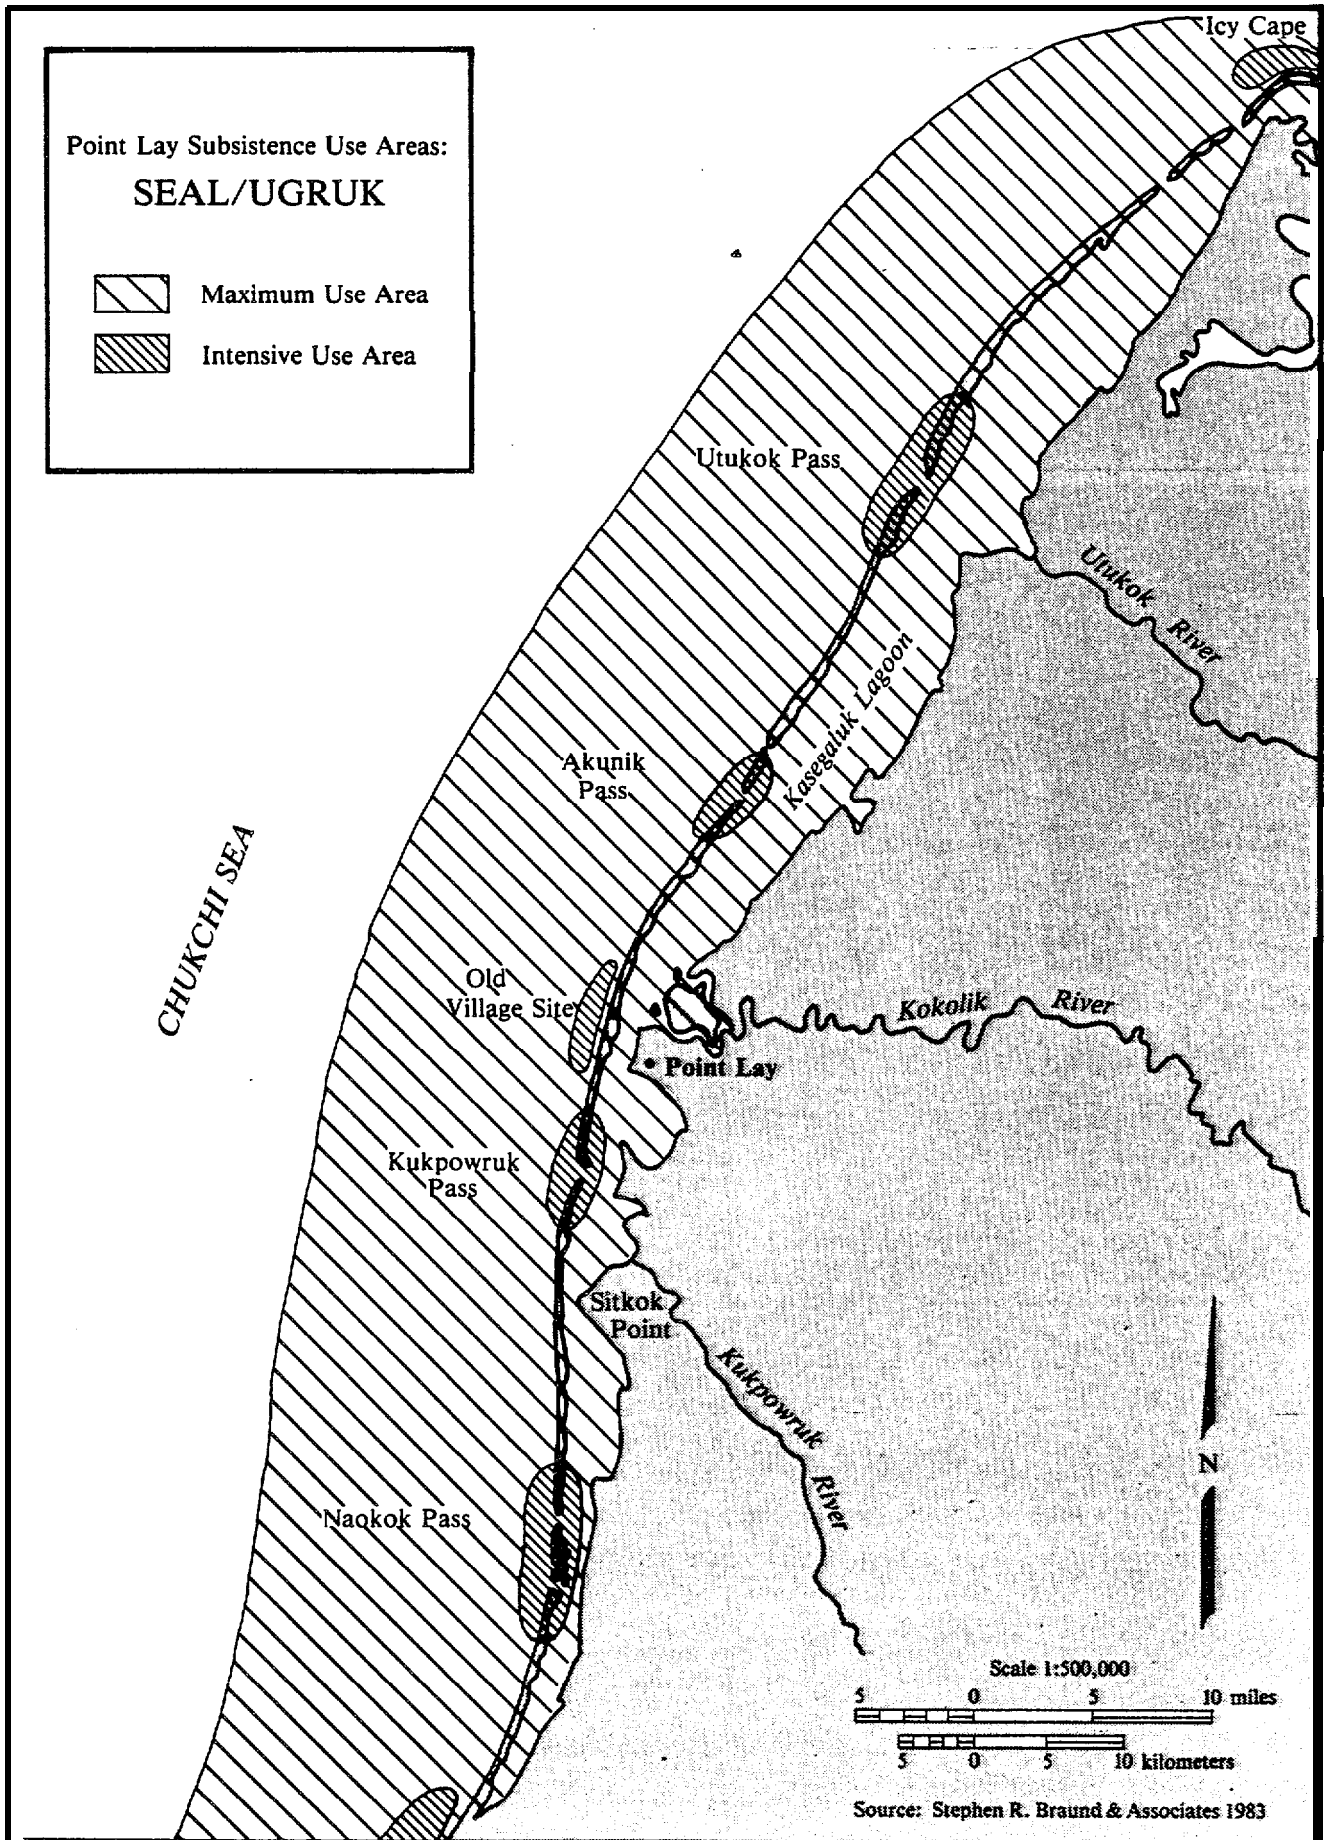 Icy Cape
Point Lay Subsistence Use Areas:
SEAL/UGRUK
Maximum Use Area
Intensive Use Area
Utukok Pass
Utukok River
Kasegaluk Lagoon
Akunik
Pass
CHUKCHI SEA
Old
Village Site
Kokolik River
Point Lay
Kukpowruk
Pass
Sitkok
Point
Kukpowruk River
N
Naokok Pass
Scale 1:500,000
5 0 5 10 miles
5 0 5 10 kilometers
Source: Stephen R. Braund & Associates 1983